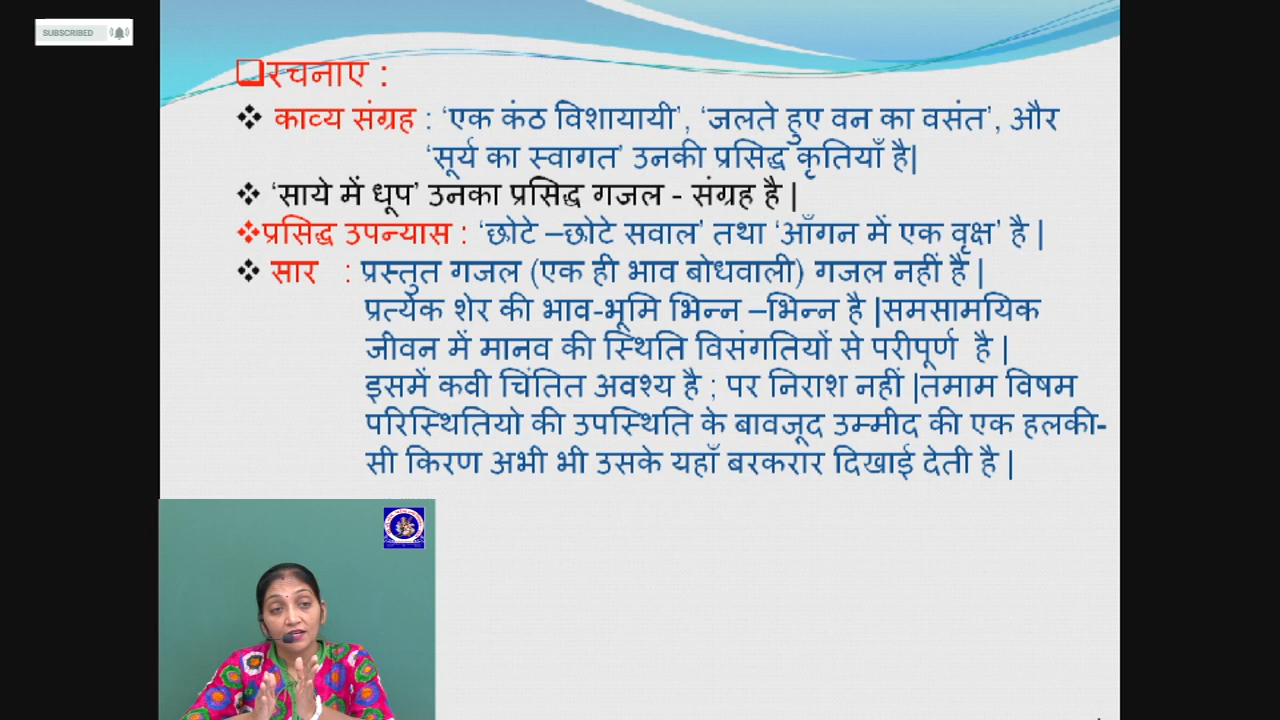 SUBSCRIBED
रचनाए :
काव्य संग्रह : ‘एक कंठ विशायायी’, ‘जलते हुए वन का वसंत’, और
‘सूर्य का स्वागत’ उनकी प्रसिद्ध कृतियाँ है|
‘साये में धूप’ उनका प्रसिद्ध गजल - संग्रह है |
प्रसिद्ध उपन्यास : ‘छोटे –छोटे सवाल’ तथा ‘आँगन में एक वृक्ष’ है |
सार : प्रस्तुत गजल (एक ही भाव बोधवाली) गजल नहीं है |
प्रत्येक शेर की भाव-भूमि भिन्न –भिन्न है |समसामयिक
जीवन में मानव की स्थिति विसंगतियों से परीपूर्ण है |
इसमें कवी चिंतित अवश्य है ; पर निराश नहीं |तमाम विषम
परिस्थितियो की उपस्थिति के बावजूद उम्मीद की एक हलकी-
सी किरण अभी भी उसके यहाँ बरकरार दिखाई देती है |